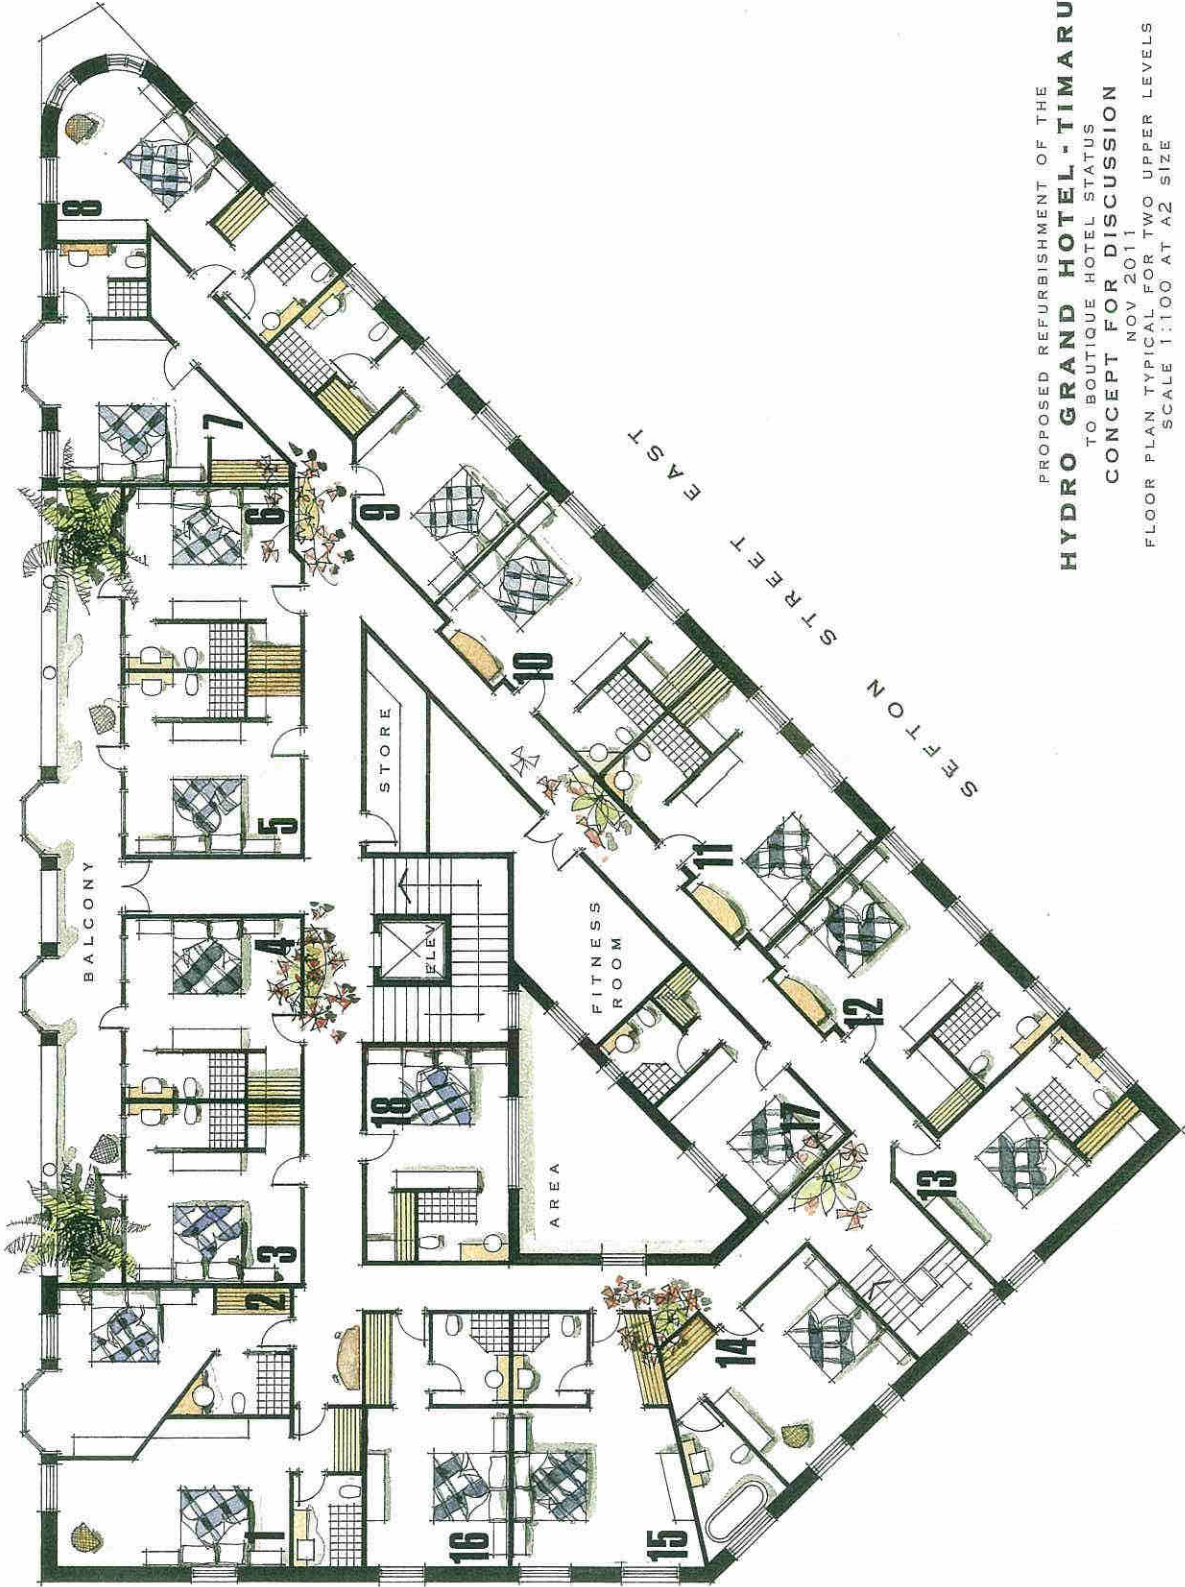 PROPOSED REFURBISHMENT OF THE
HYDRO GRAND HOTEL - TIMARU
TO BOUTIQUE HOTEL STATUS
CONCEPT FOR DISCUSSION
NOV 2011
FLOOR PLAN TYPICAL FOR TWO UPPER LEVELS
SCALE 1:100 AT A2 SIZE
SEFTON STREET EAST
BALCONY
STORE
ELEV
FITNESS
ROOM
AREA
1
2
3
4
5
6
7
8
9
10
11
12
13
14
15
16
17
18